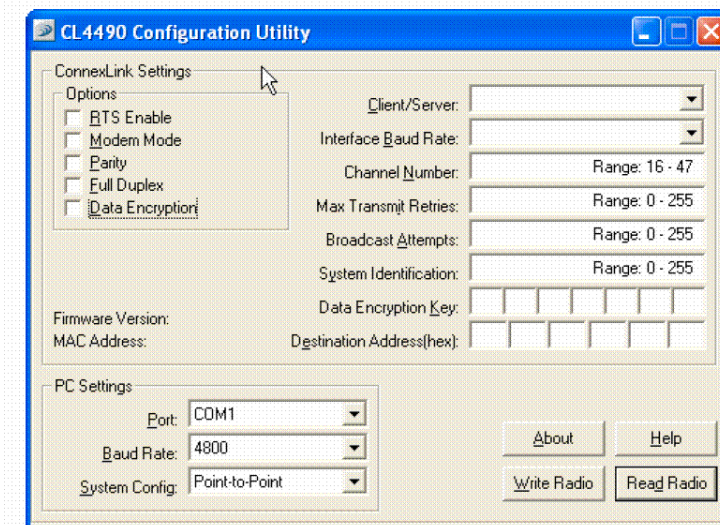 CL4490 Configuration Utility
ConnexLink Settings
Options
RTS Enable
Modem Mode
Parity
Full Duplex
Data Encryption
Client/Server:
Interface Baud Rate:
Channel Number: Range: 16 - 47
Max Transmit Retries: Range: 0 - 255
Broadcast Attempts: Range: 0 - 255
System Identification: Range: 0 - 255
Data Encryption Key:
Destination Address(hex):
Firmware Version:
MAC Address:
PC Settings
Port: COM1
Baud Rate: 4800
System Config: Point-to-Point
About
Help
Write Radio
Read Radio